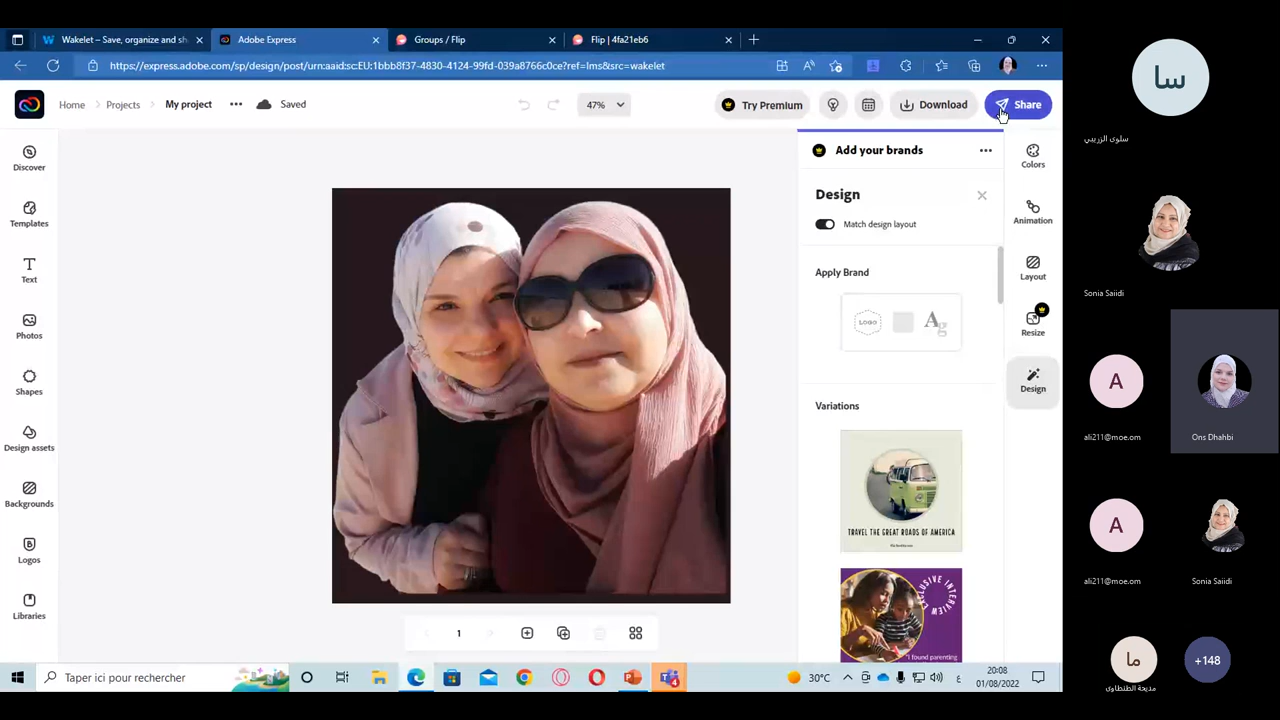 Wakelet – Save, organize and sh
Adobe Express
Groups / Flip
Flip | 4fa21eb6
https://express.adobe.com/sp/design/post/urn:aaid:sc:EU:1bbb8f37-4830-4124-99fd-039a8766c0ce?ref=lms&src=wakelet
Home
Projects
My project
Saved
47%
Try Premium
Download
Share
Discover
Templates
Text
Photos
Shapes
Design assets
Backgrounds
Logos
Libraries
1
Add your brands
Design
Match design layout
Apply Brand
LOGO
Ag
Variations
TRAVEL THE GREAT ROADS OF AMERICA
EXCLUSIVE INTERVIEW
"I found parenting
Colors
Animation
Layout
Resize
Design
Taper ici pour rechercher
4
30°C
ع
20:08
01/08/2022
سا
سلوى الزريبي
Sonia Saiidi
A
ali211@moe.om
Ons Dhahbi
A
ali211@moe.om
Sonia Saiidi
ما
مديحة الطنطاوى
+148